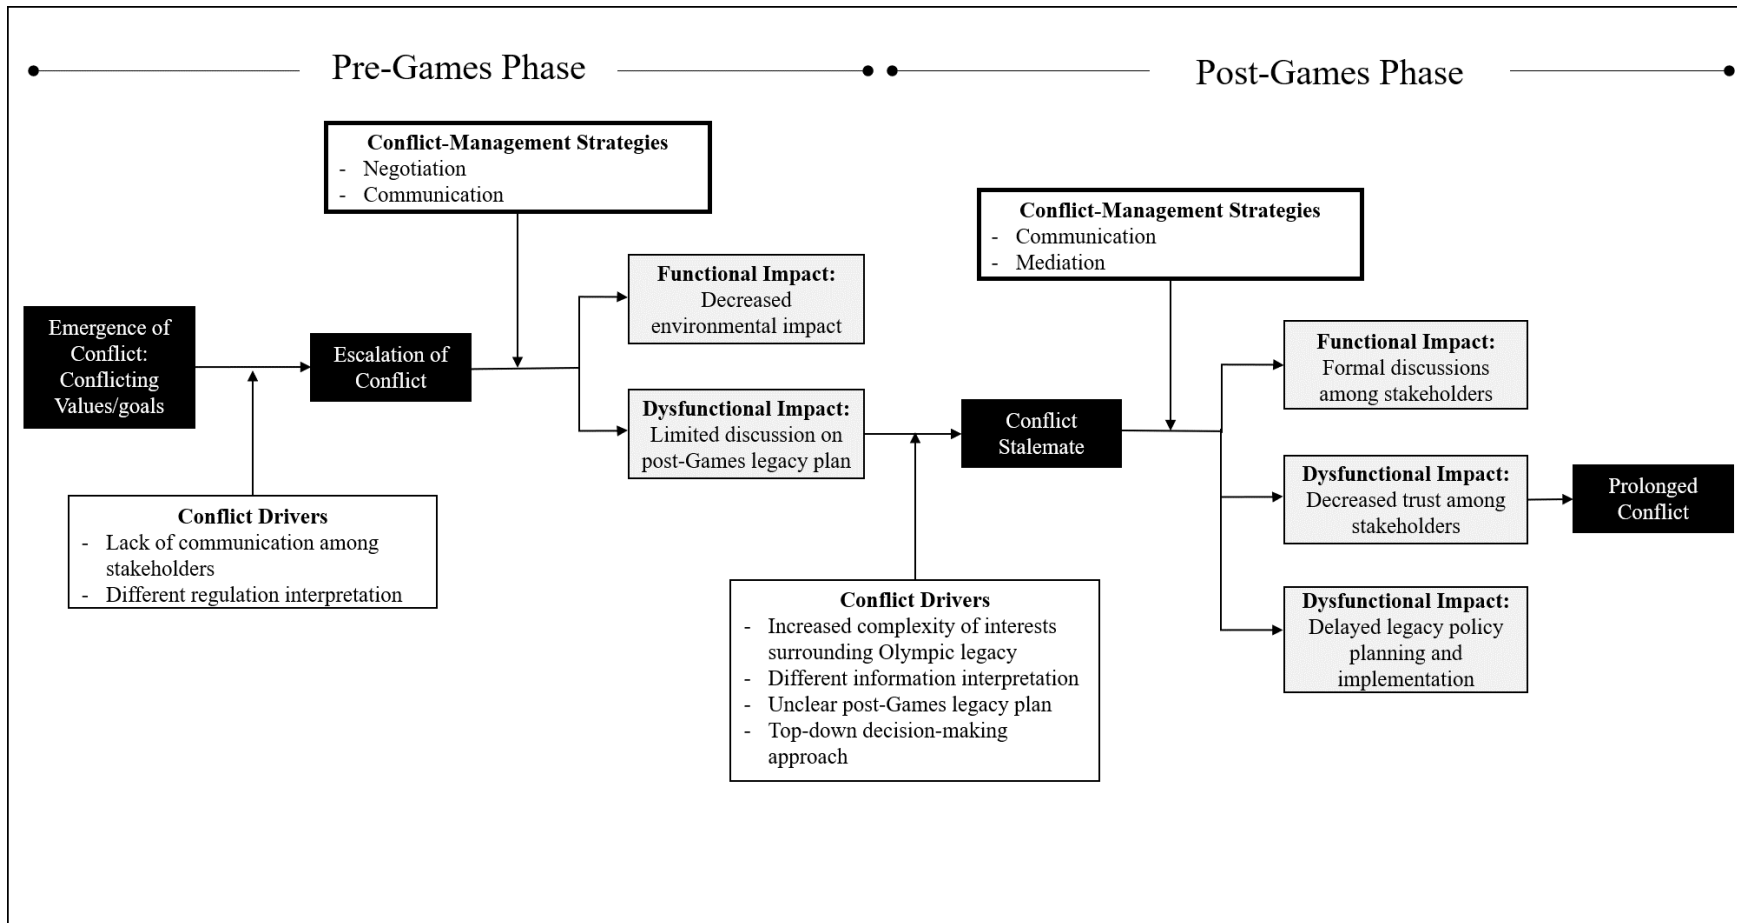 Pre-Games Phase
Post-Games Phase
Conflict-Management Strategies
- Negotiation
- Communication
Conflict-Management Strategies
- Communication
- Mediation
Emergence of
Conflict:
Conflicting
Values/goals
Escalation of
Conflict
Functional Impact:
Decreased
environmental impact
Dysfunctional Impact:
Limited discussion on
post-Games legacy plan
Conflict Drivers
- Lack of communication among
stakeholders
- Different regulation interpretation
Conflict
Stalemate
Conflict Drivers
- Increased complexity of interests
surrounding Olympic legacy
- Different information interpretation
- Unclear post-Games legacy plan
- Top-down decision-making
approach
Functional Impact:
Formal discussions
among stakeholders
Dysfunctional Impact:
Decreased trust among
stakeholders
Prolonged
Conflict
Dysfunctional Impact:
Delayed legacy policy
planning and
implementation